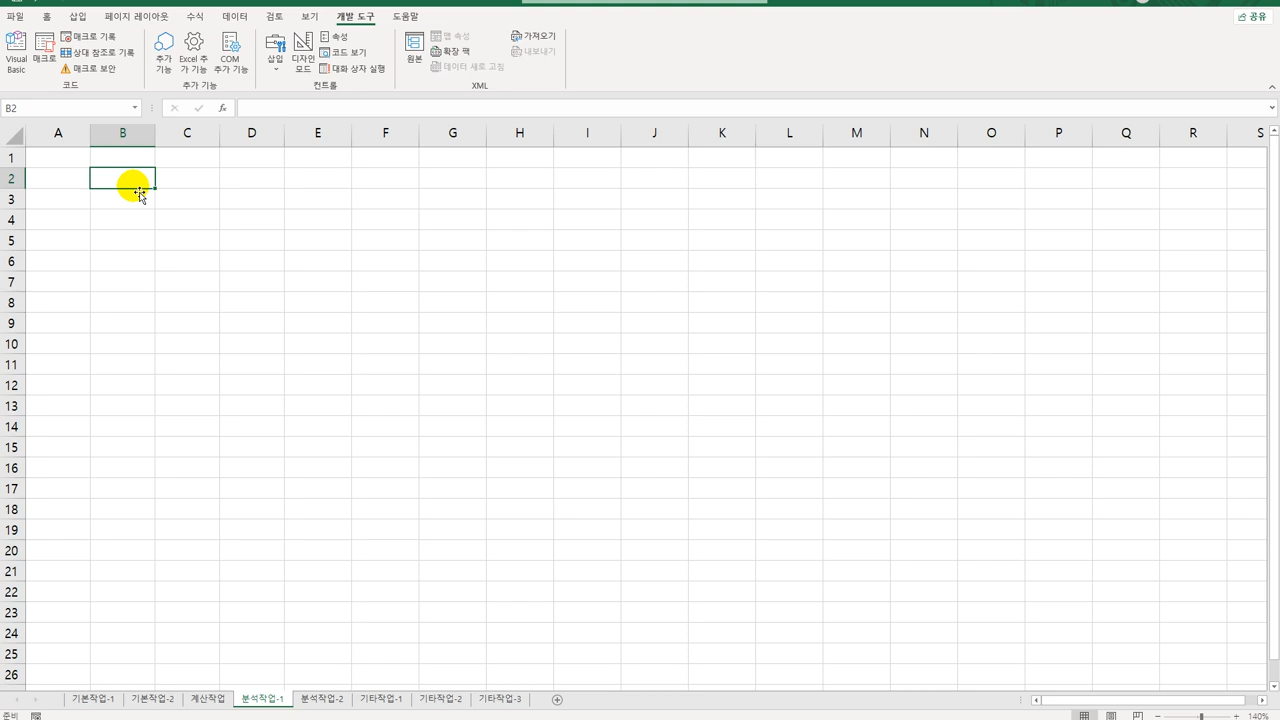 파일 홈 삽입 페이지 레이아웃 수식 데이터 검토 보기 개발 도구 도움말 공유
Visual Basic
매크로
매크로 기록
상대 참조로 기록
매크로 보안
코드
추가 기능
Excel 추가 기능
COM 추가 기능
추가 기능
삽입
디자인 모드
속성
코드 보기
대화 상자 실행
컨트롤
원본
맵 속성
확장 팩
데이터 새로 고침
가져오기
내보내기
XML
B2 fx
A B C D E F G H I J K L M N O P Q R S
1
2
3
4
5
6
7
8
9
10
11
12
13
14
15
16
17
18
19
20
21
22
23
24
25
26
기본작업-1 기본작업-2 계산작업 분석작업-1 분석작업-2 기타작업-1 기타작업-2 기타작업-3
준비 140%